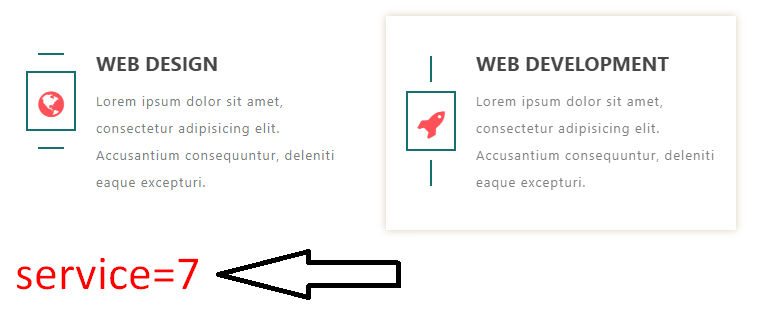 WEB DESIGN
Lorem ipsum dolor sit amet,
consectetur adipisicing elit.
Accusantium consequuntur, deleniti
eaque excepturi.
WEB DEVELOPMENT
Lorem ipsum dolor sit amet,
consectetur adipisicing elit.
Accusantium consequuntur, deleniti
eaque excepturi.
service=7